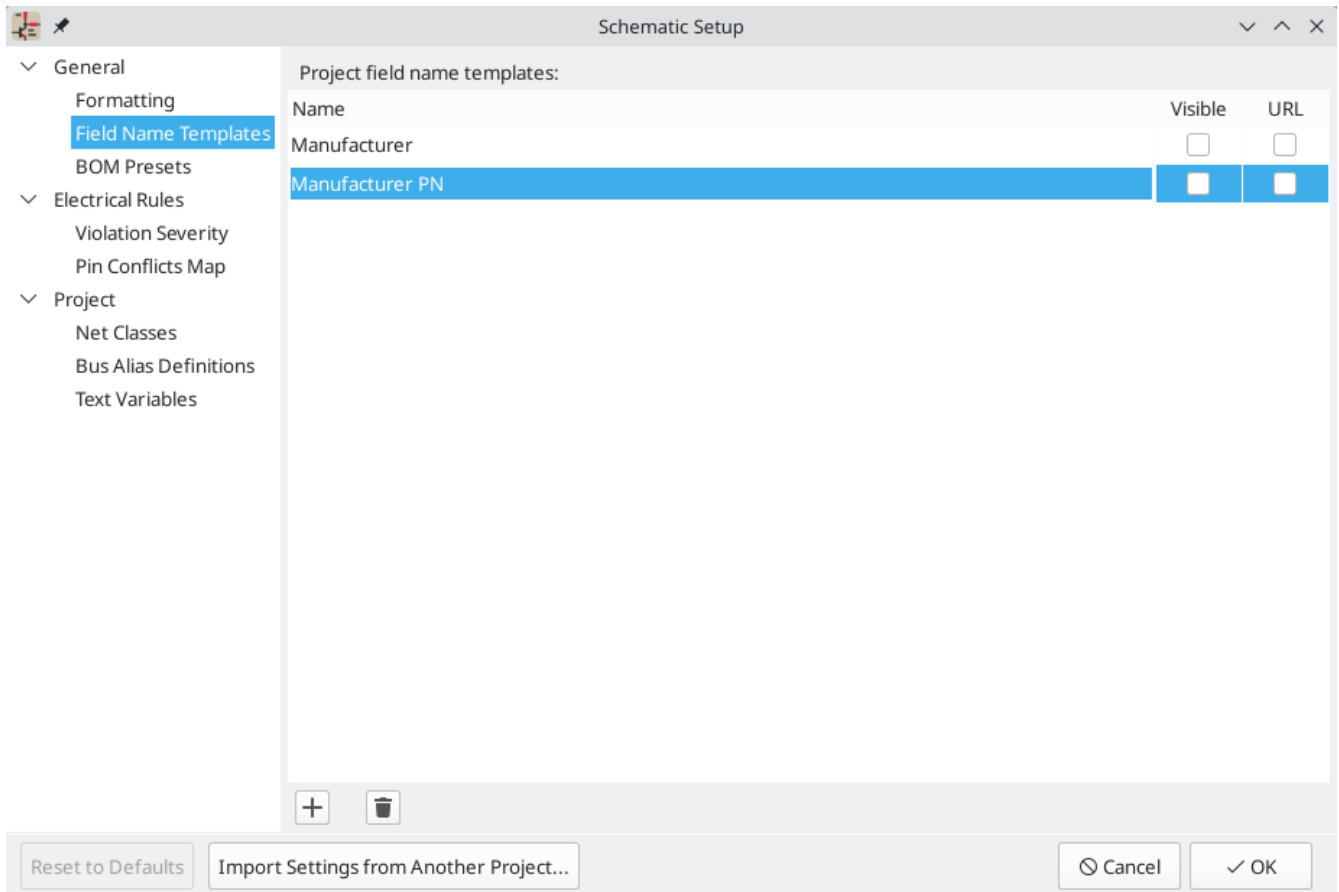 Schematic Setup
General
Formatting
Field Name Templates
BOM Presets
Electrical Rules
Violation Severity
Pin Conflicts Map
Project
Net Classes
Bus Alias Definitions
Text Variables
Project field name templates:
Name Visible URL
Manufacturer
Manufacturer PN
Reset to Defaults
Import Settings from Another Project...
Cancel
OK